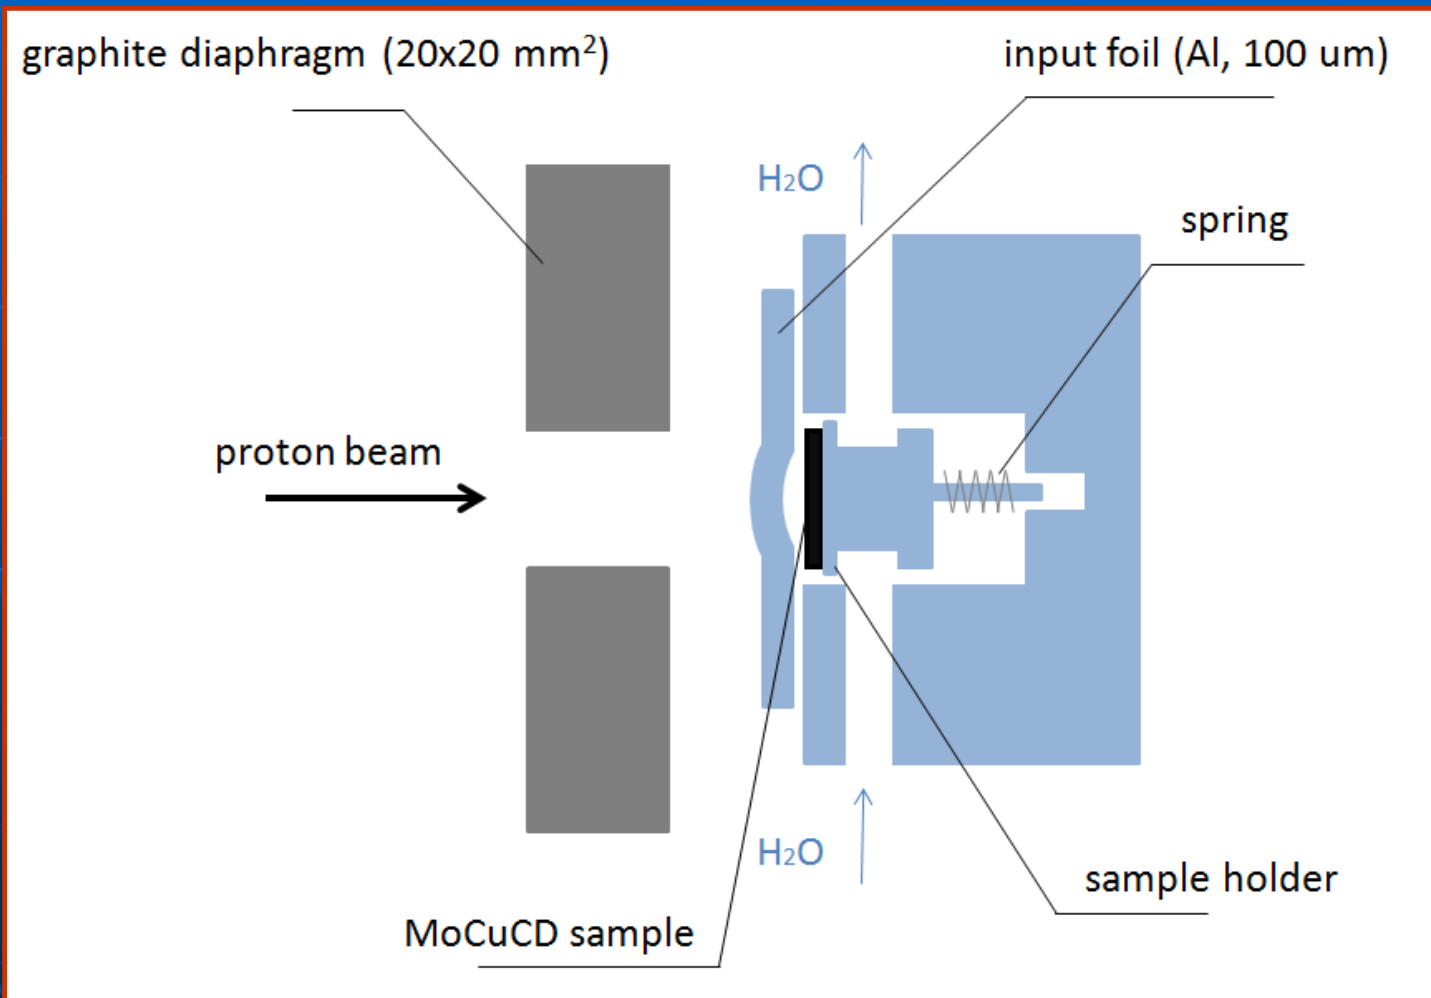 graphite diaphragm (20x20 mm²)
input foil (Al, 100 um)
H₂O
spring
proton beam
H₂O
sample holder
MoCuCD sample